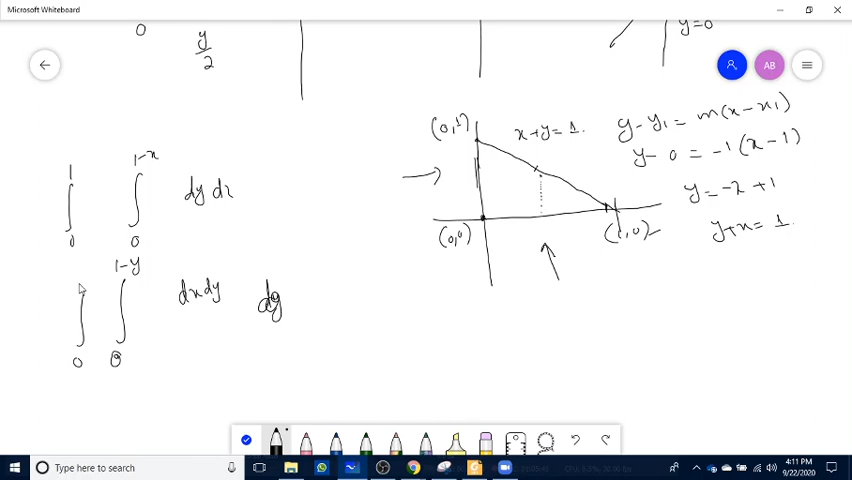 Microsoft Whiteboard
0
y
2
y=0
AB
(0,1)
x+y=1.
y-y₁= m(x-x₁)
y-0 = -1(x-1)
y=-x+1
y+x= 1.
(0,0)
(1,0)
1 1-x
∫ ∫ dy dx
0 0
1-y
∫ ∫ dx dy dy
0 0
Type here to search
4:11 PM
9/22/2020